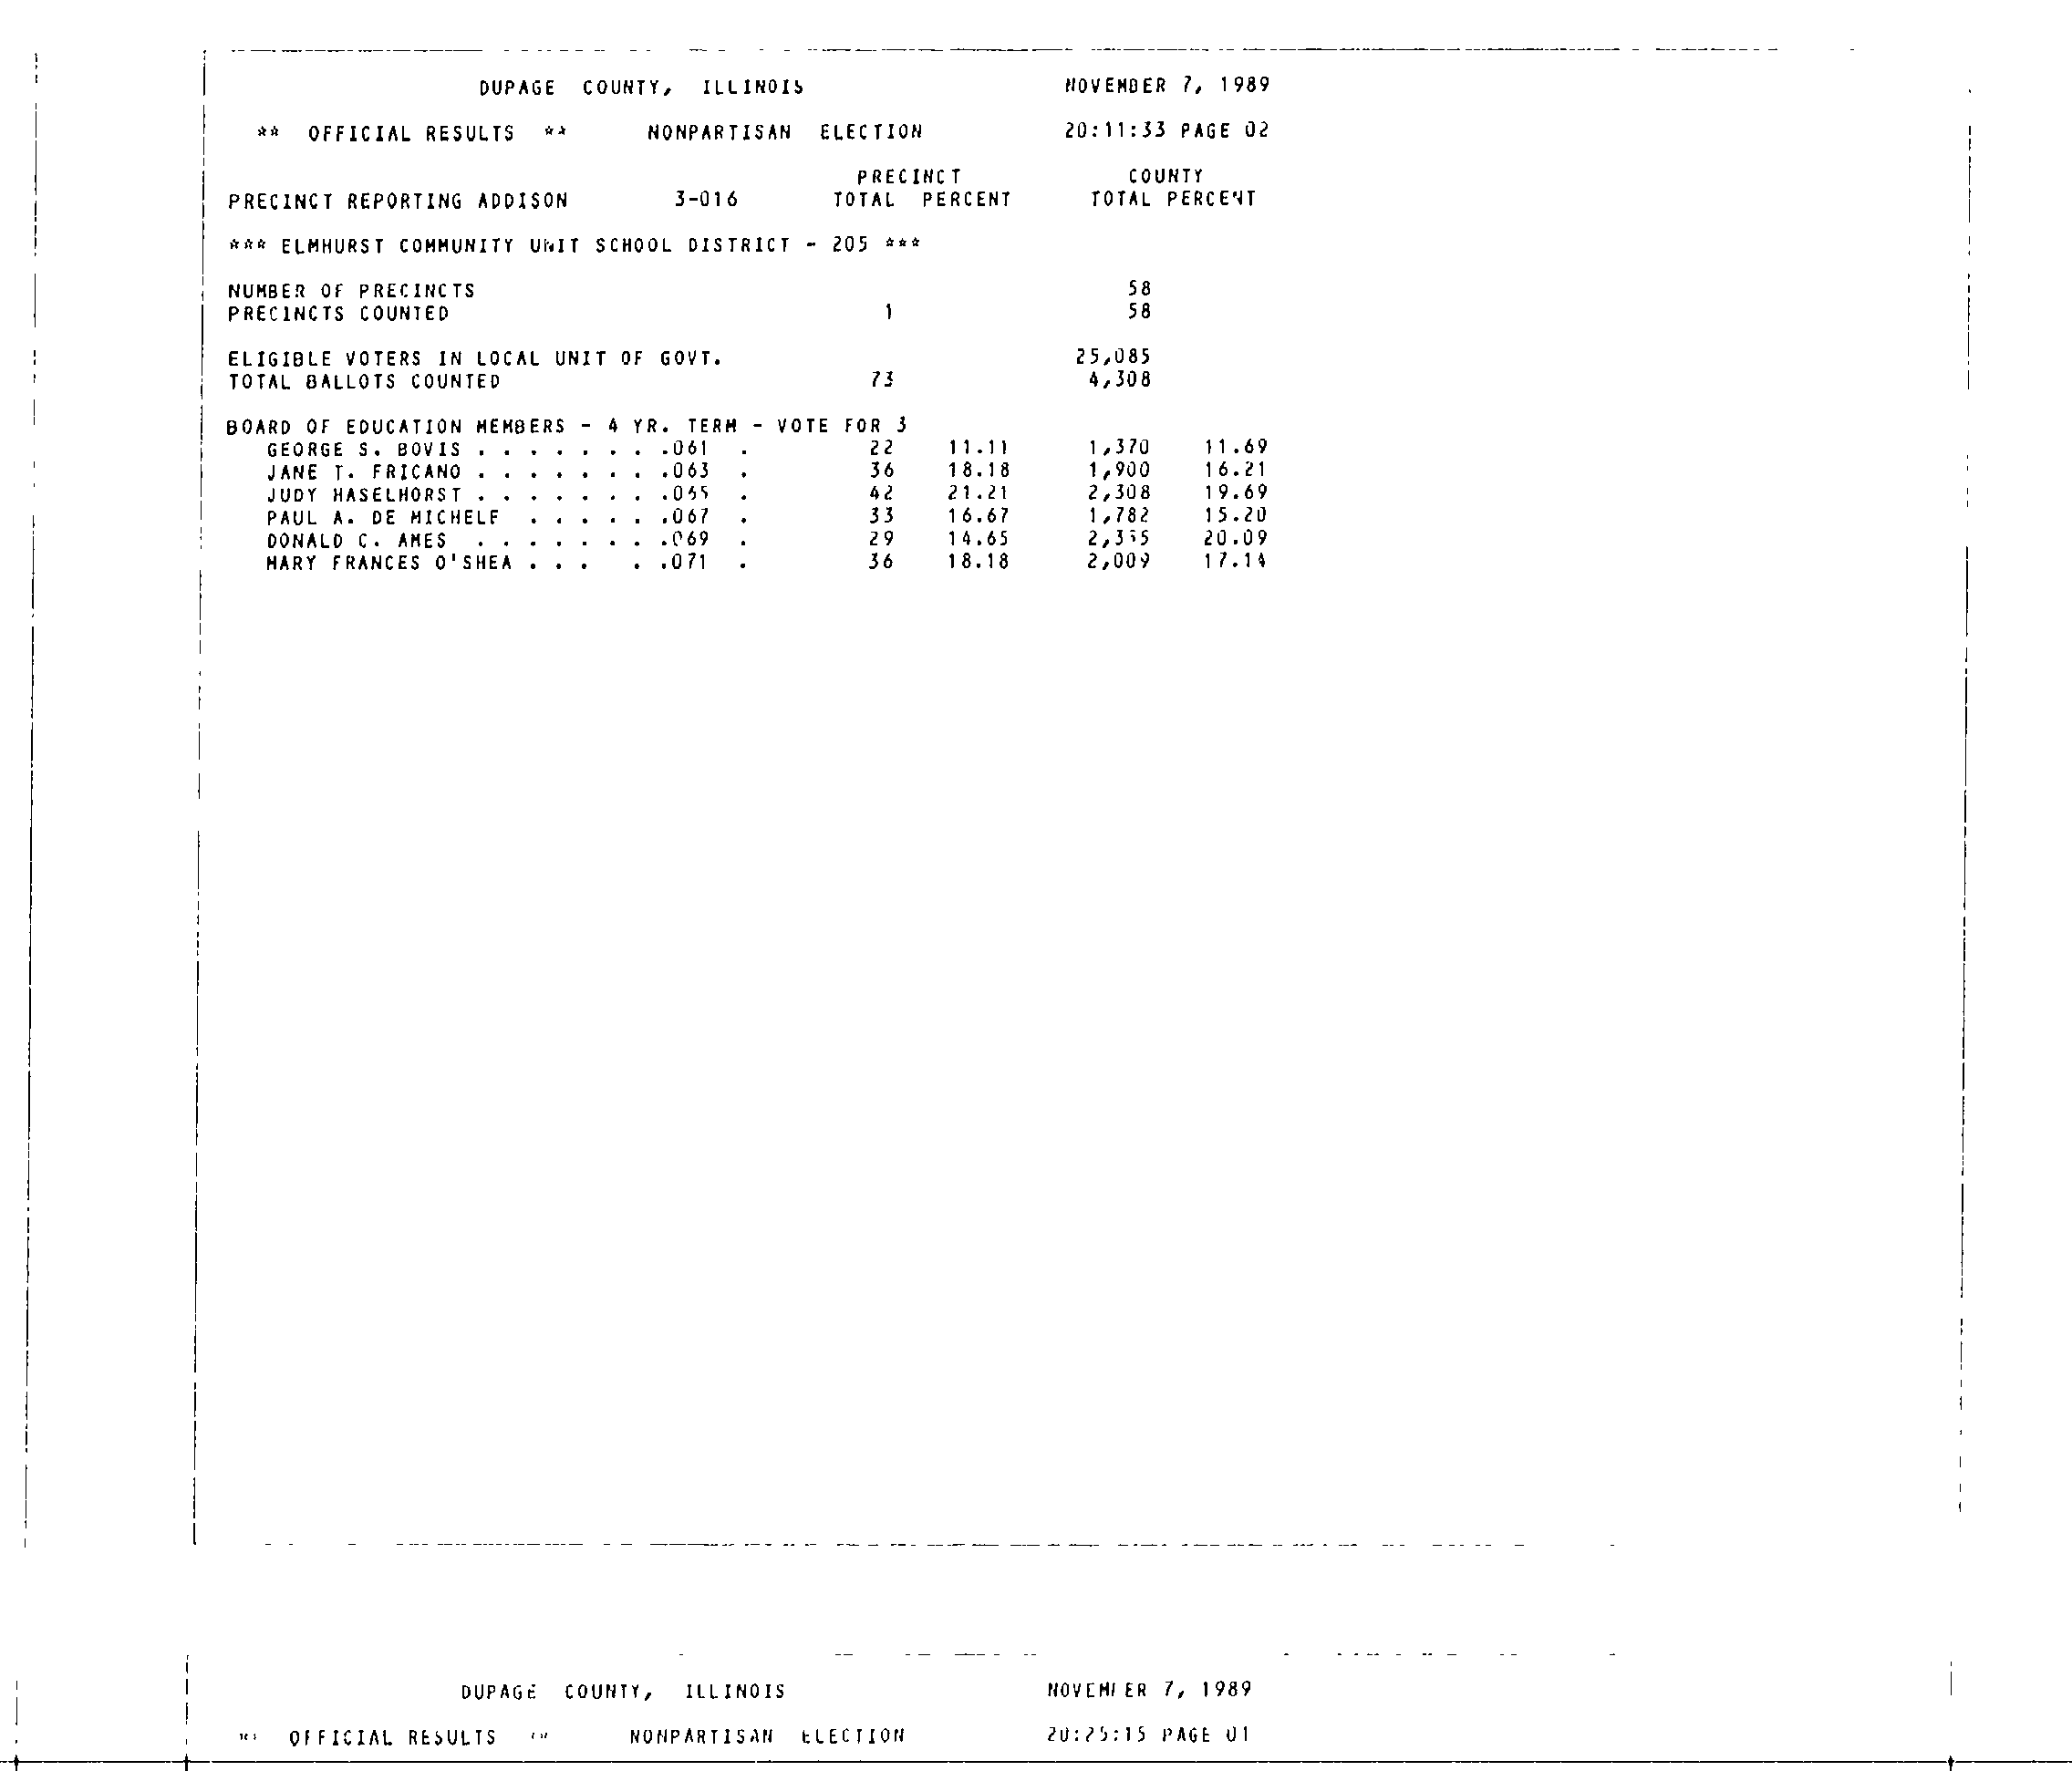 DUPAGE COUNTY, ILLINOIS NOVEMBER 7, 1989
** OFFICIAL RESULTS ** NONPARTISAN ELECTION 20:11:33 PAGE 02
PRECINCT COUNTY
PRECINCT REPORTING ADDISON 3-016 TOTAL PERCENT TOTAL PERCENT
*** ELMHURST COMMUNITY UNIT SCHOOL DISTRICT - 205 ***
NUMBER OF PRECINCTS 58
PRECINCTS COUNTED 1 58
ELIGIBLE VOTERS IN LOCAL UNIT OF GOVT. 25,085
TOTAL BALLOTS COUNTED 73 4,308
BOARD OF EDUCATION MEMBERS - 4 YR. TERM - VOTE FOR 3
GEORGE S. BOVIS . . . . . . . .061 . 22 11.11 1,370 11.69
JANE T. FRICANO . . . . . . . .063 . 36 18.18 1,900 16.21
JUDY HASELHORST . . . . . . . .065 . 42 21.21 2,308 19.69
PAUL A. DE MICHELE . . . . . .067 . 33 16.67 1,782 15.20
DONALD C. AMES . . . . . . . .069 . 29 14.65 2,355 20.09
MARY FRANCES O'SHEA . . . . .071 . 36 18.18 2,009 17.14
DUPAGE COUNTY, ILLINOIS NOVEMBER 7, 1989
OFFICIAL RESULTS NONPARTISAN ELECTION 20:25:15 PAGE 01